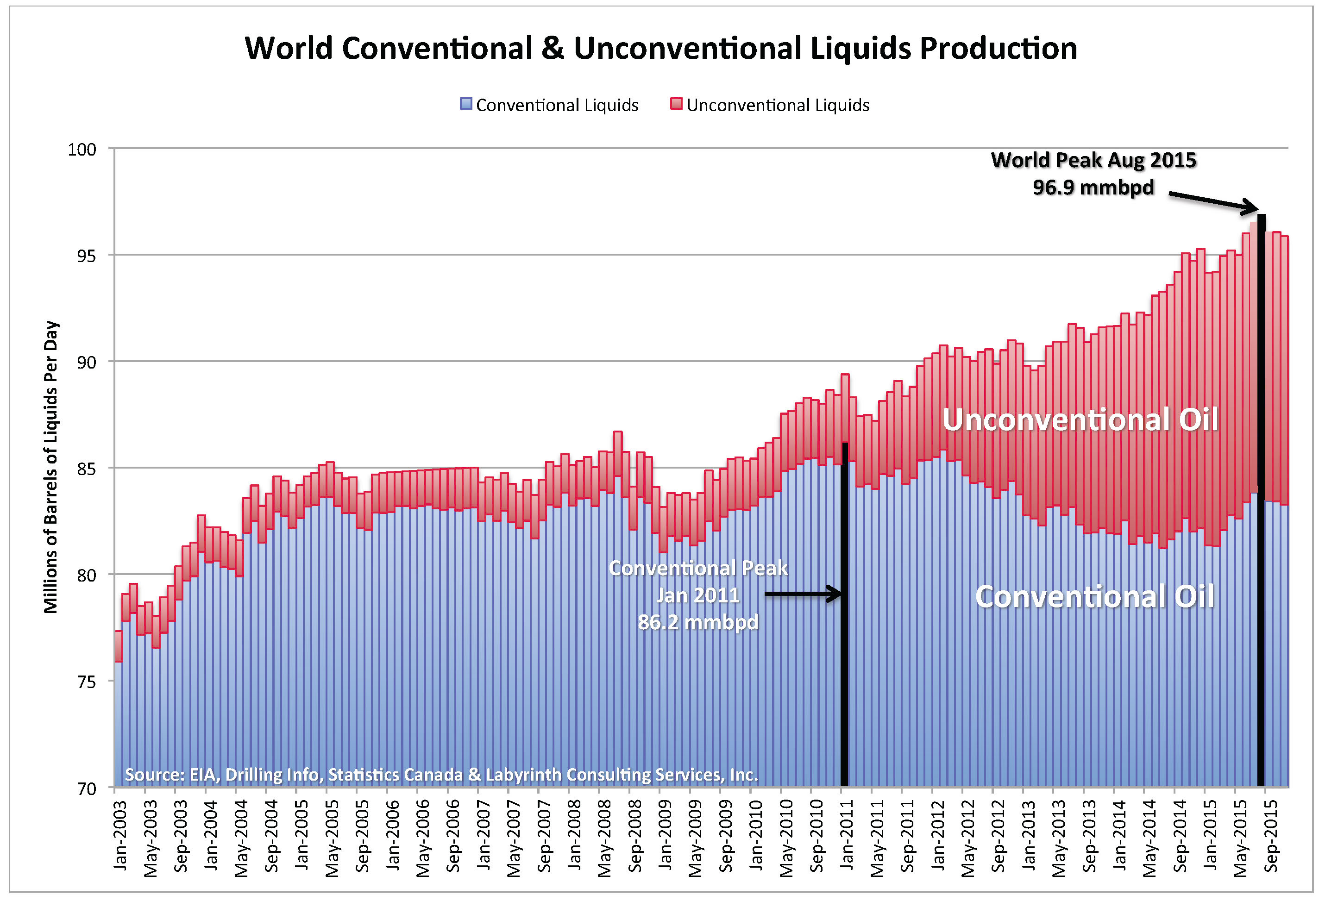 World Conventional & Unconventional Liquids Production
Conventional Liquids
Unconventional Liquids
World Peak Aug 2015
96.9 mmbpd
Millions of Barrels of Liquids Per Day
100
95
90
85
80
75
70
Unconventional Oil
Conventional Oil
Conventional Peak
Jan 2011
86.2 mmbpd
Source: EIA, Drilling Info, Statistics Canada & Labyrinth Consulting Services, Inc.
Jan-2003
May-2003
Sep-2003
Jan-2004
May-2004
Sep-2004
Jan-2005
May-2005
Sep-2005
Jan-2006
May-2006
Sep-2006
Jan-2007
May-2007
Sep-2007
Jan-2008
May-2008
Sep-2008
Jan-2009
May-2009
Sep-2009
Jan-2010
May-2010
Sep-2010
Jan-2011
May-2011
Sep-2011
Jan-2012
May-2012
Sep-2012
Jan-2013
May-2013
Sep-2013
Jan-2014
May-2014
Sep-2014
Jan-2015
May-2015
Sep-2015